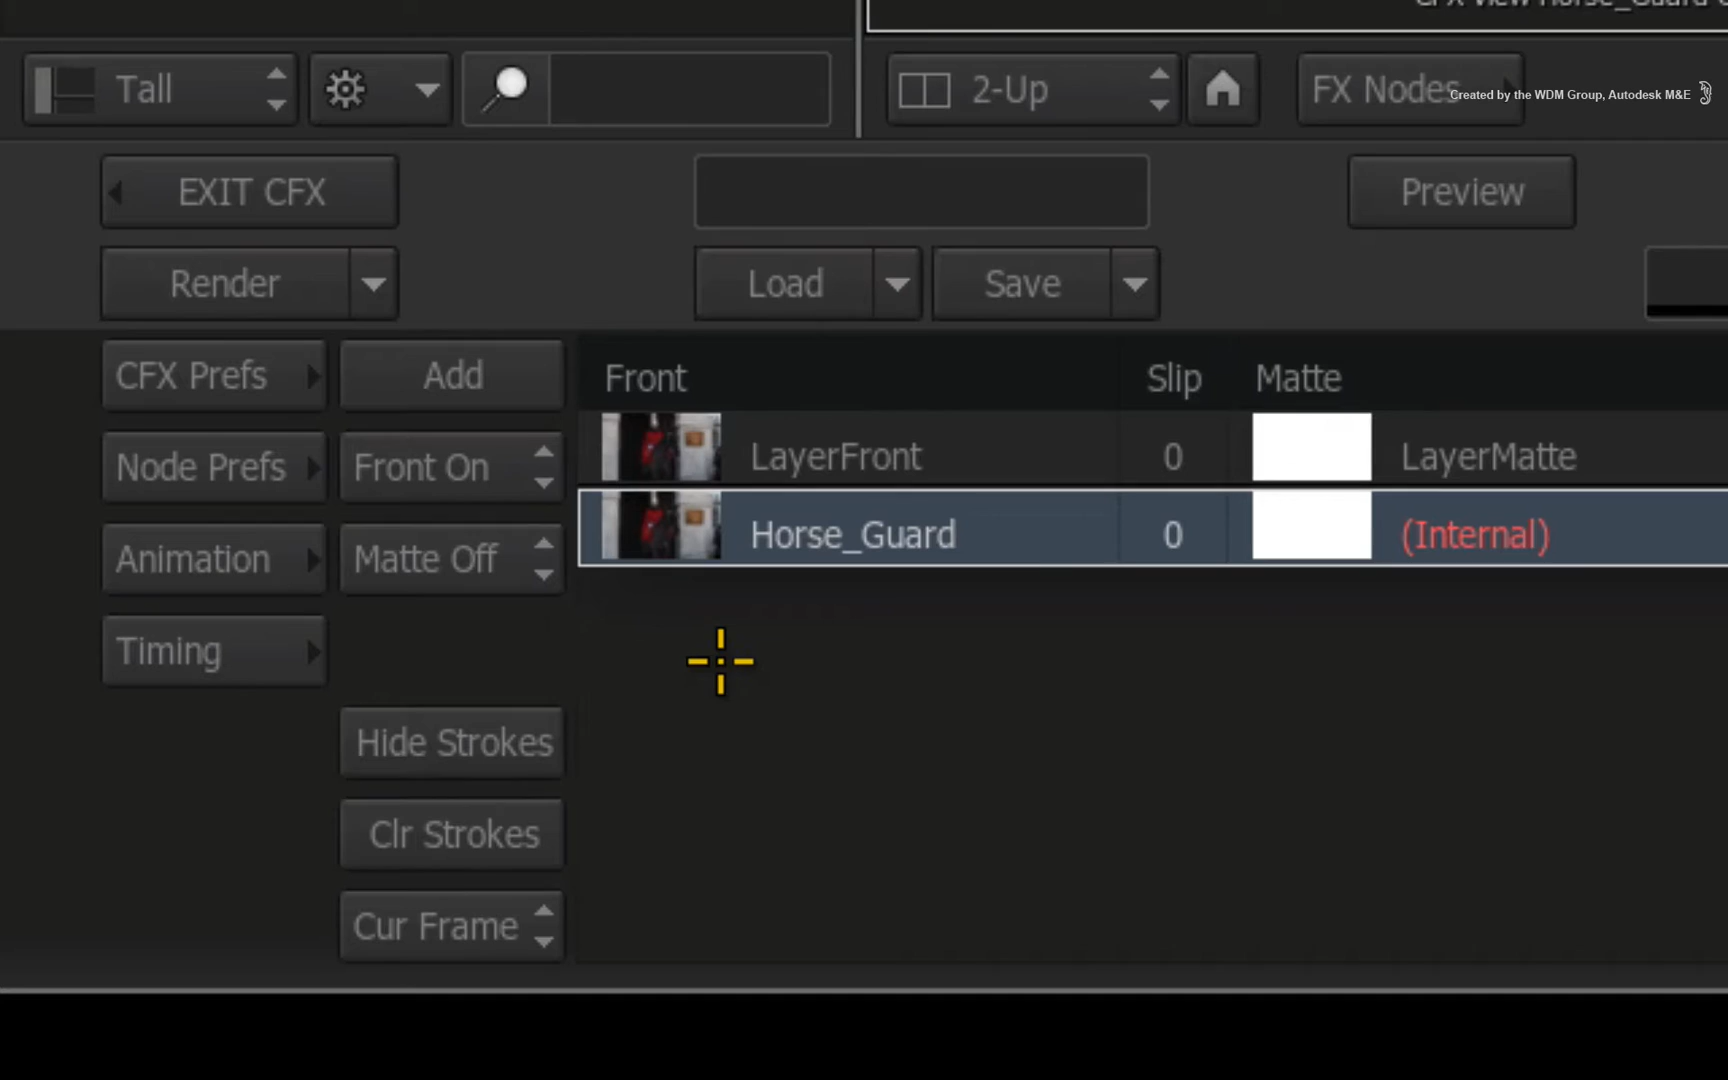 Tall
2-Up
FX Nodes
Created by the WDM Group, Autodesk M&E
EXIT CFX
Preview
Render
Load
Save
CFX Prefs
Add
Front
Slip
Matte
LayerFront
0
LayerMatte
Node Prefs
Front On
Horse_Guard
0
(Internal)
Animation
Matte Off
Timing
Hide Strokes
Clr Strokes
Cur Frame